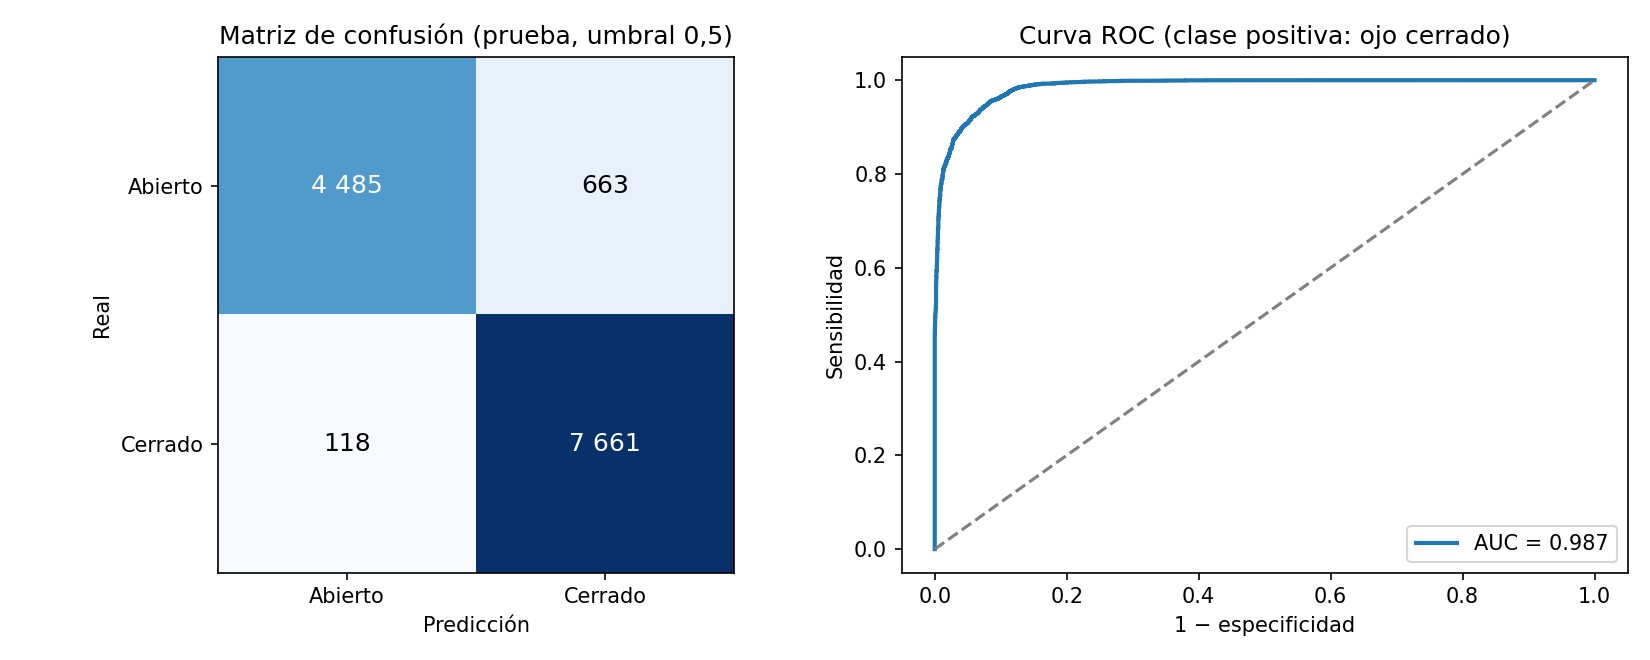 Matriz de confusión (prueba, umbral 0,5)
Real
Abierto
4 485
663
Cerrado
118
7 661
Abierto
Cerrado
Predicción
Curva ROC (clase positiva: ojo cerrado)
Sensibilidad
1.0
0.8
0.6
0.4
0.2
0.0
AUC = 0.987
0.0
0.2
0.4
0.6
0.8
1.0
1 − especificidad